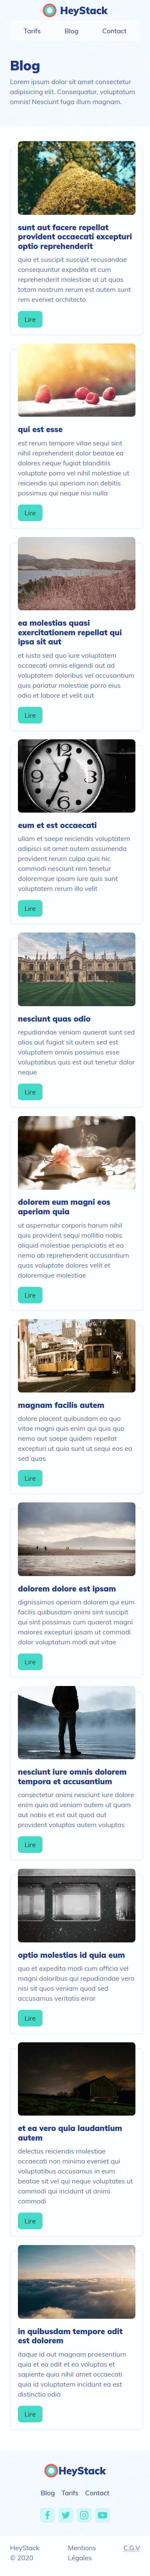 HeyStack
Tarifs Blog Contact
Blog
Lorem ipsum dolor sit amet consectetur
adipisicing elit. Consequatur, voluptatum
omnis! Nesciunt fuga illum magnam.
sunt aut facere repellat
provident occaecati excepturi
optio reprehenderit
quia et suscipit suscipit recusandae
consequuntur expedita et cum
reprehenderit molestiae ut ut quas
totam nostrum rerum est autem sunt
rem eveniet architecto
Lire
qui est esse
est rerum tempore vitae sequi sint
nihil reprehenderit dolor beatae ea
dolores neque fugiat blanditiis
voluptate porro vel nihil molestiae ut
reiciendis qui aperiam non debitis
possimus qui neque nisi nulla
Lire
ea molestias quasi
exercitationem repellat qui
ipsa sit aut
et iusto sed quo iure voluptatem
occaecati omnis eligendi aut ad
voluptatem doloribus vel accusantium
quis pariatur molestiae porro eius
odio et labore et velit aut
Lire
eum et est occaecati
ullam et saepe reiciendis voluptatem
adipisci sit amet autem assumenda
provident rerum culpa quis hic
commodi nesciunt rem tenetur
doloremque ipsam iure quis sunt
voluptatem rerum illo velit
Lire
nesciunt quas odio
repudiandae veniam quaerat sunt sed
alias aut fugiat sit autem sed est
voluptatem omnis possimus esse
voluptatibus quis est aut tenetur dolor
neque
Lire
dolorem eum magni eos
aperiam quia
ut aspernatur corporis harum nihil
quis provident sequi mollitia nobis
aliquid molestiae perspiciatis et ea
nemo ab reprehenderit accusantium
quas voluptate dolores velit et
doloremque molestiae
Lire
magnam facilis autem
dolore placeat quibusdam ea quo
vitae magni quis enim qui quis quo
nemo aut saepe quidem repellat
excepturi ut quia sunt ut sequi eos ea
sed quas
Lire
dolorem dolore est ipsam
dignissimos aperiam dolorem qui eum
facilis quibusdam animi sint suscipit
qui sint possimus cum quaerat magni
maiores excepturi ipsam ut commodi
dolor voluptatum modi aut vitae
Lire
nesciunt iure omnis dolorem
tempora et accusantium
consectetur animi nesciunt iure dolore
enim quia ad veniam autem ut quam
aut nobis et est aut quod aut
provident voluptas autem voluptas
Lire
optio molestias id quia eum
quo et expedita modi cum officia vel
magni doloribus qui repudiandae vero
nisi sit quos veniam quod sed
accusamus veritatis error
Lire
et ea vero quia laudantium
autem
delectus reiciendis molestiae
occaecati non minima eveniet qui
voluptatibus accusamus in eum
beatae sit vel qui neque voluptates ut
commodi qui incidunt ut animi
commodi
Lire
in quibusdam tempore odit
est dolorem
itaque id aut magnam praesentium
quia et ea odit et ea voluptas et
sapiente quia nihil amet occaecati
quia id voluptatem incidunt ea est
distinctio odio
Lire
HeyStack
Blog Tarifs Contact
HeyStack
© 2020
Mentions
Légales
C.G.V